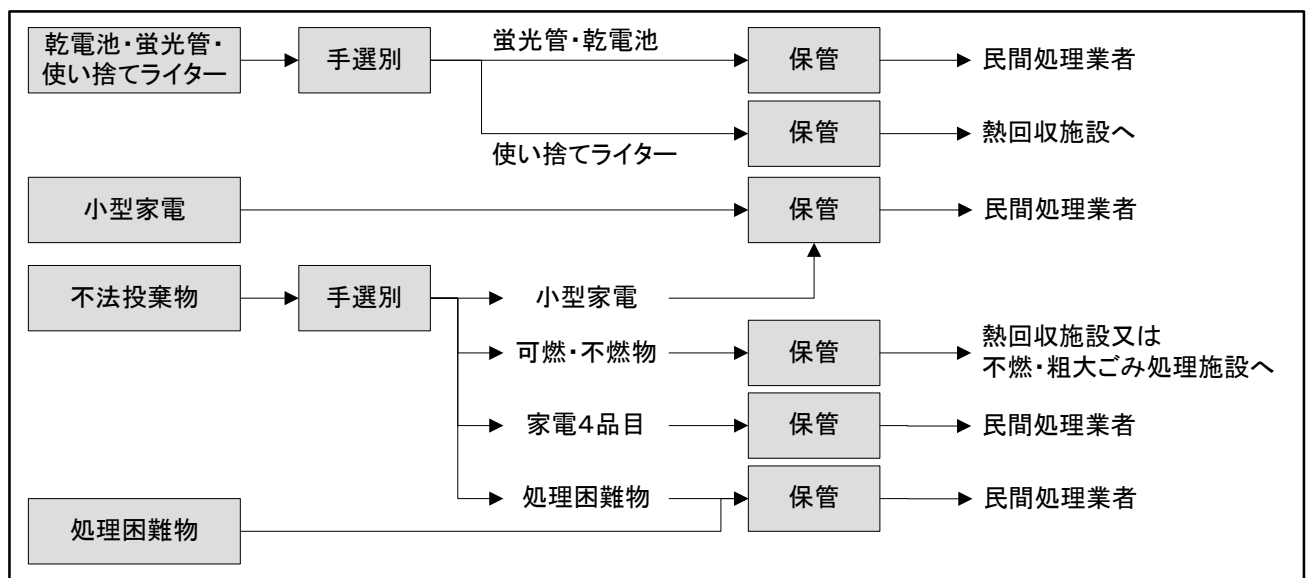 乾電池・蛍光管・
使い捨てライター
手選別
蛍光管・乾電池
保管
民間処理業者
保管
熱回収施設へ
使い捨てライター
小型家電
保管
民間処理業者
不法投棄物
手選別
小型家電
可燃・不燃物
保管
熱回収施設又は
不燃・粗大ごみ処理施設へ
家電4品目
保管
民間処理業者
処理困難物
保管
民間処理業者
処理困難物